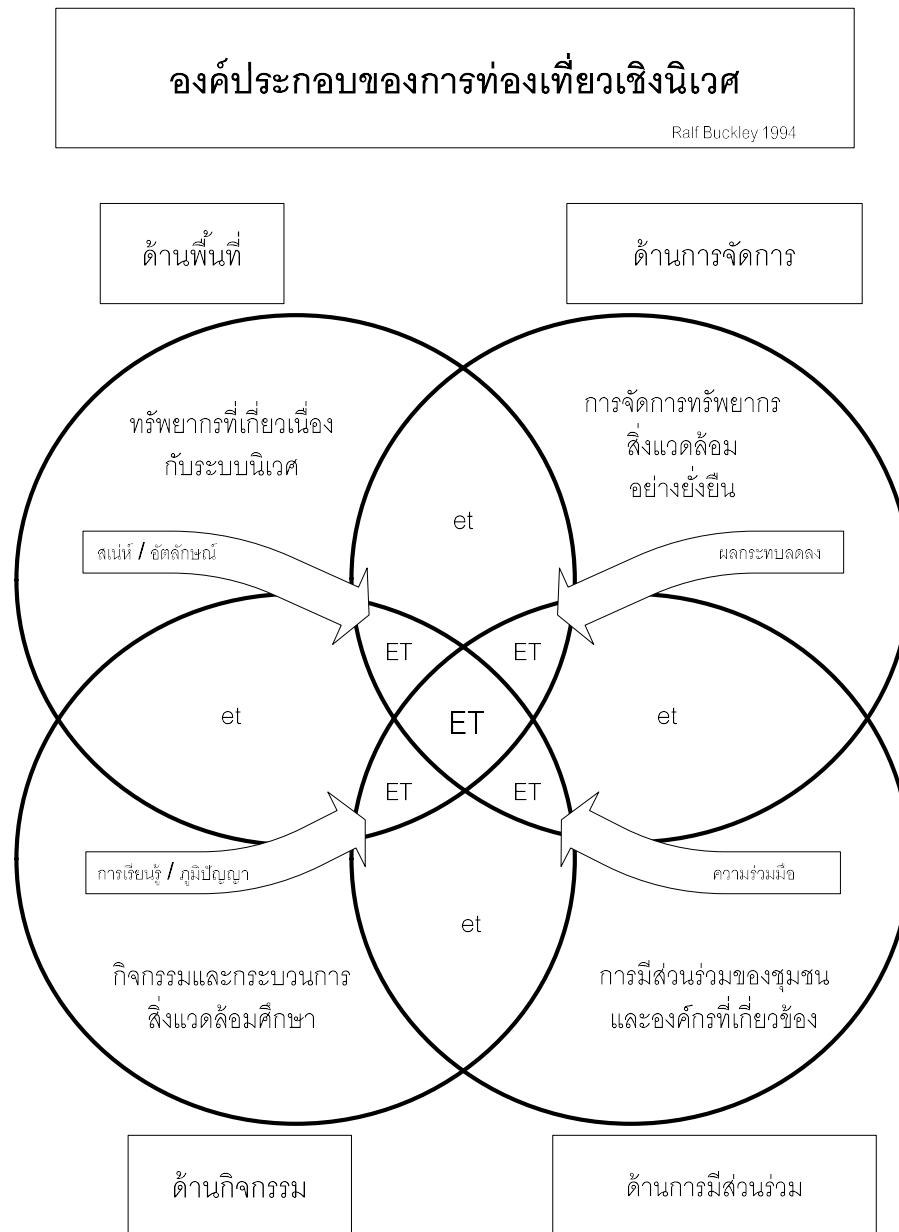 องค์ประกอบของการท่องเที่ยวเชิงนิเวศ
Ralf Buckley 1994
ด้านพื้นที่
ด้านการจัดการ
ทรัพยากรที่เกี่ยวเนื่อง
กับระบบนิเวศ
การจัดการทรัพยากร
สิ่งแวดล้อม
อย่างยั่งยืน
et
สเน่ห์ / อัตลักษณ์
ผลกระทบลดลง
ET
ET
et
ET
et
ET
ET
การเรียนรู้ / ภูมิปัญญา
ความร่วมมือ
et
กิจกรรมและกระบวนการ
สิ่งแวดล้อมศึกษา
การมีส่วนร่วมของชุมชน
และองค์กรที่เกี่ยวข้อง
ด้านกิจกรรม
ด้านการมีส่วนร่วม